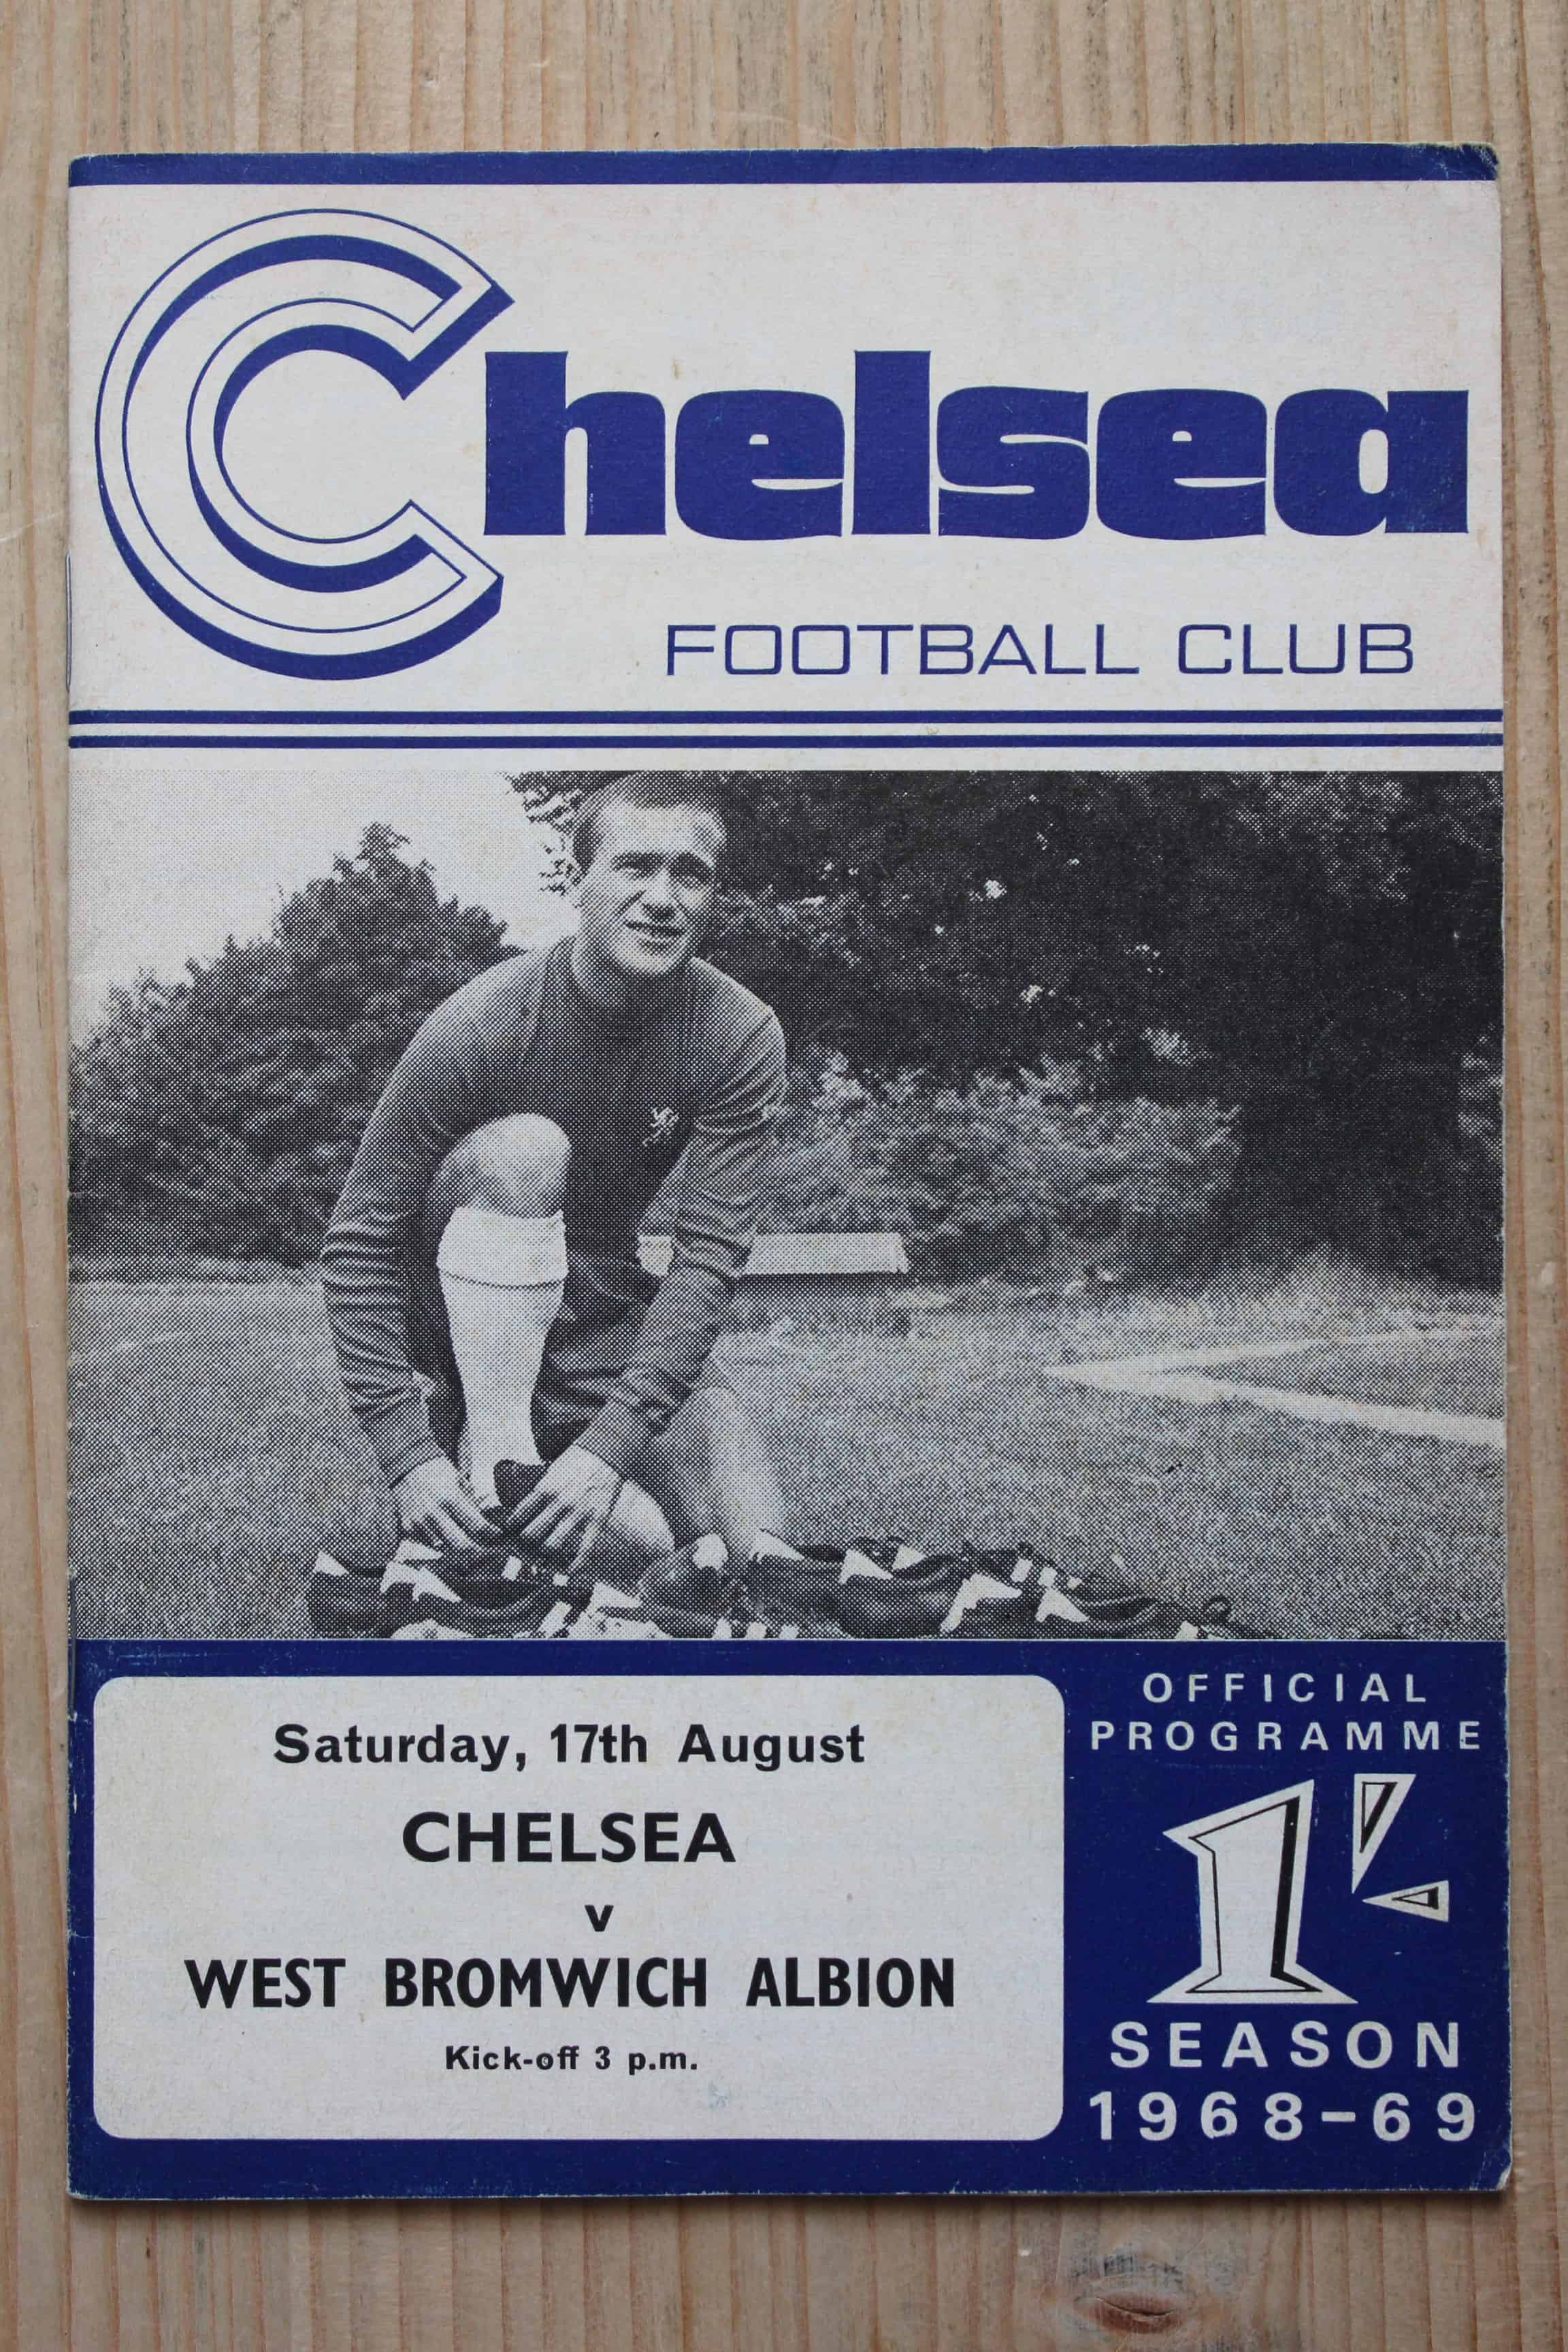 Chelsea
FOOTBALL CLUB
Saturday, 17th August
CHELSEA
v
WEST BROMWICH ALBION
Kick-off 3 p.m.
OFFICIAL
PROGRAMME
1/-
SEASON
1968-69